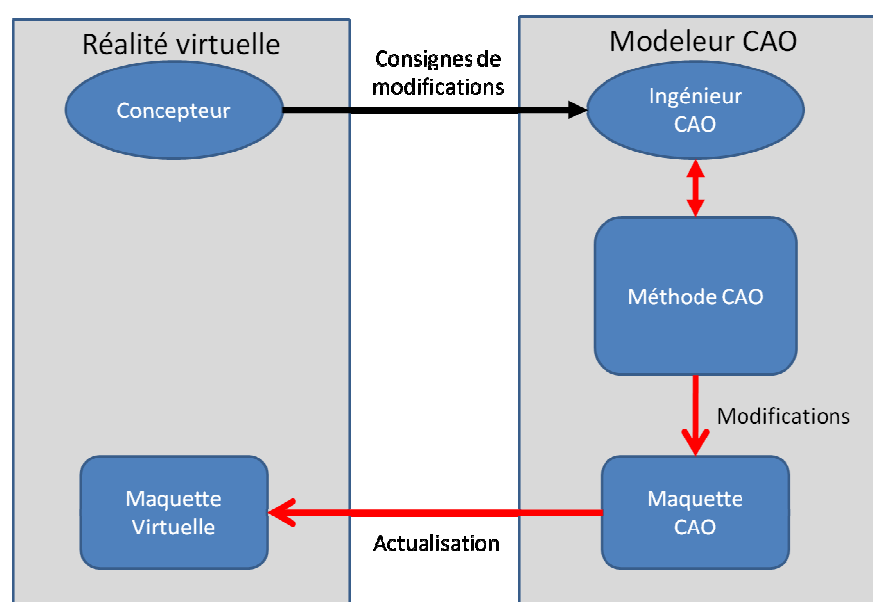 Réalité virtuelle
Modeleur CAO
Consignes de
modifications
Concepteur
Ingénieur
CAO
Méthode CAO
Modifications
Maquette
Virtuelle
Maquette
CAO
Actualisation